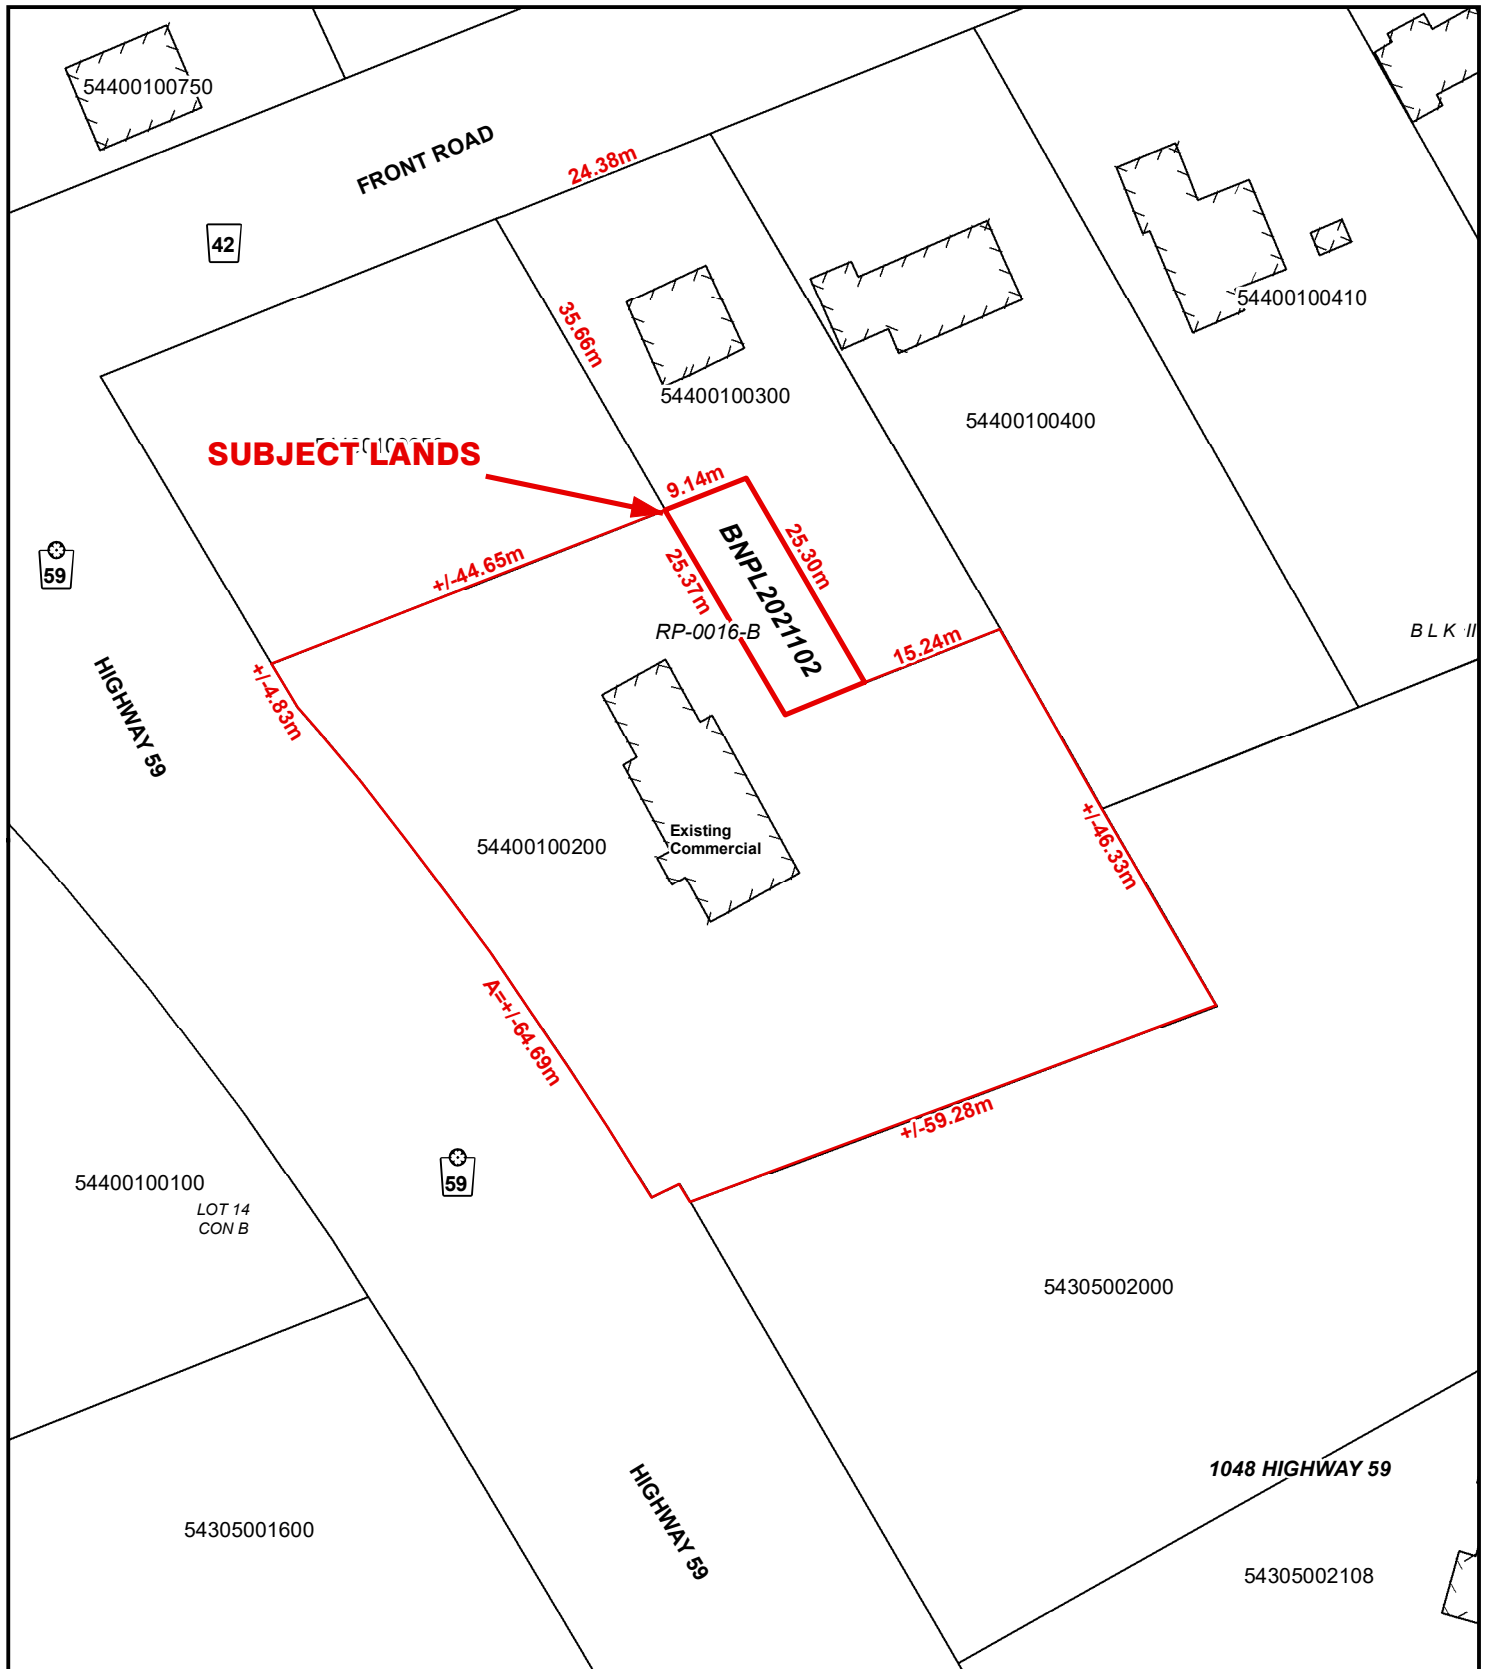 54400100750
FRONT ROAD
24.38m
42
35.66m
54400100410
54400100300
54400100400
SUBJECT LANDS
9.14m
25.30m
+/-44.65m
25.37m
BNPL2021102
59
RP-0016-B
15.24m
BLK II
+/-4.83m
HIGHWAY 59
54400100200
Existing
Commercial
+/-46.33m
A=+/-64.69m
+/-59.28m
59
54400100100
LOT 14
CON B
54305002000
1048 HIGHWAY 59
HIGHWAY 59
54305001600
54305002108